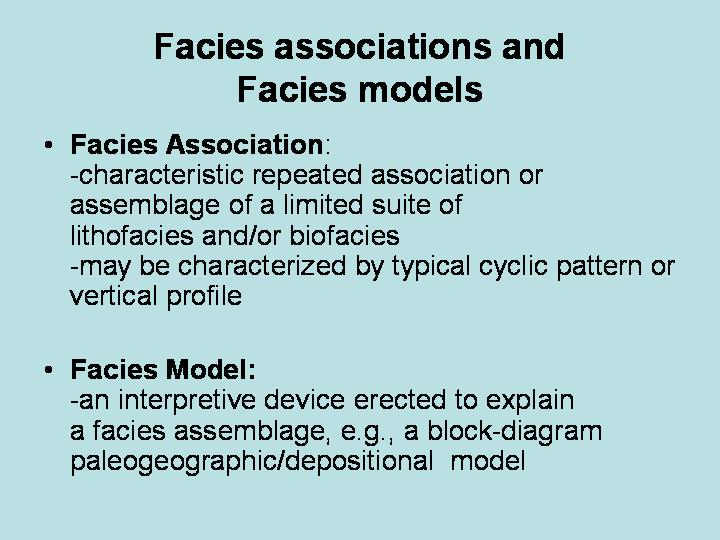 Facies associations and
Facies models
• Facies Association:
-characteristic repeated association or
assemblage of a limited suite of
lithofacies and/or biofacies
-may be characterized by typical cyclic pattern or
vertical profile
• Facies Model:
-an interpretive device erected to explain
a facies assemblage, e.g., a block-diagram
paleogeographic/depositional model